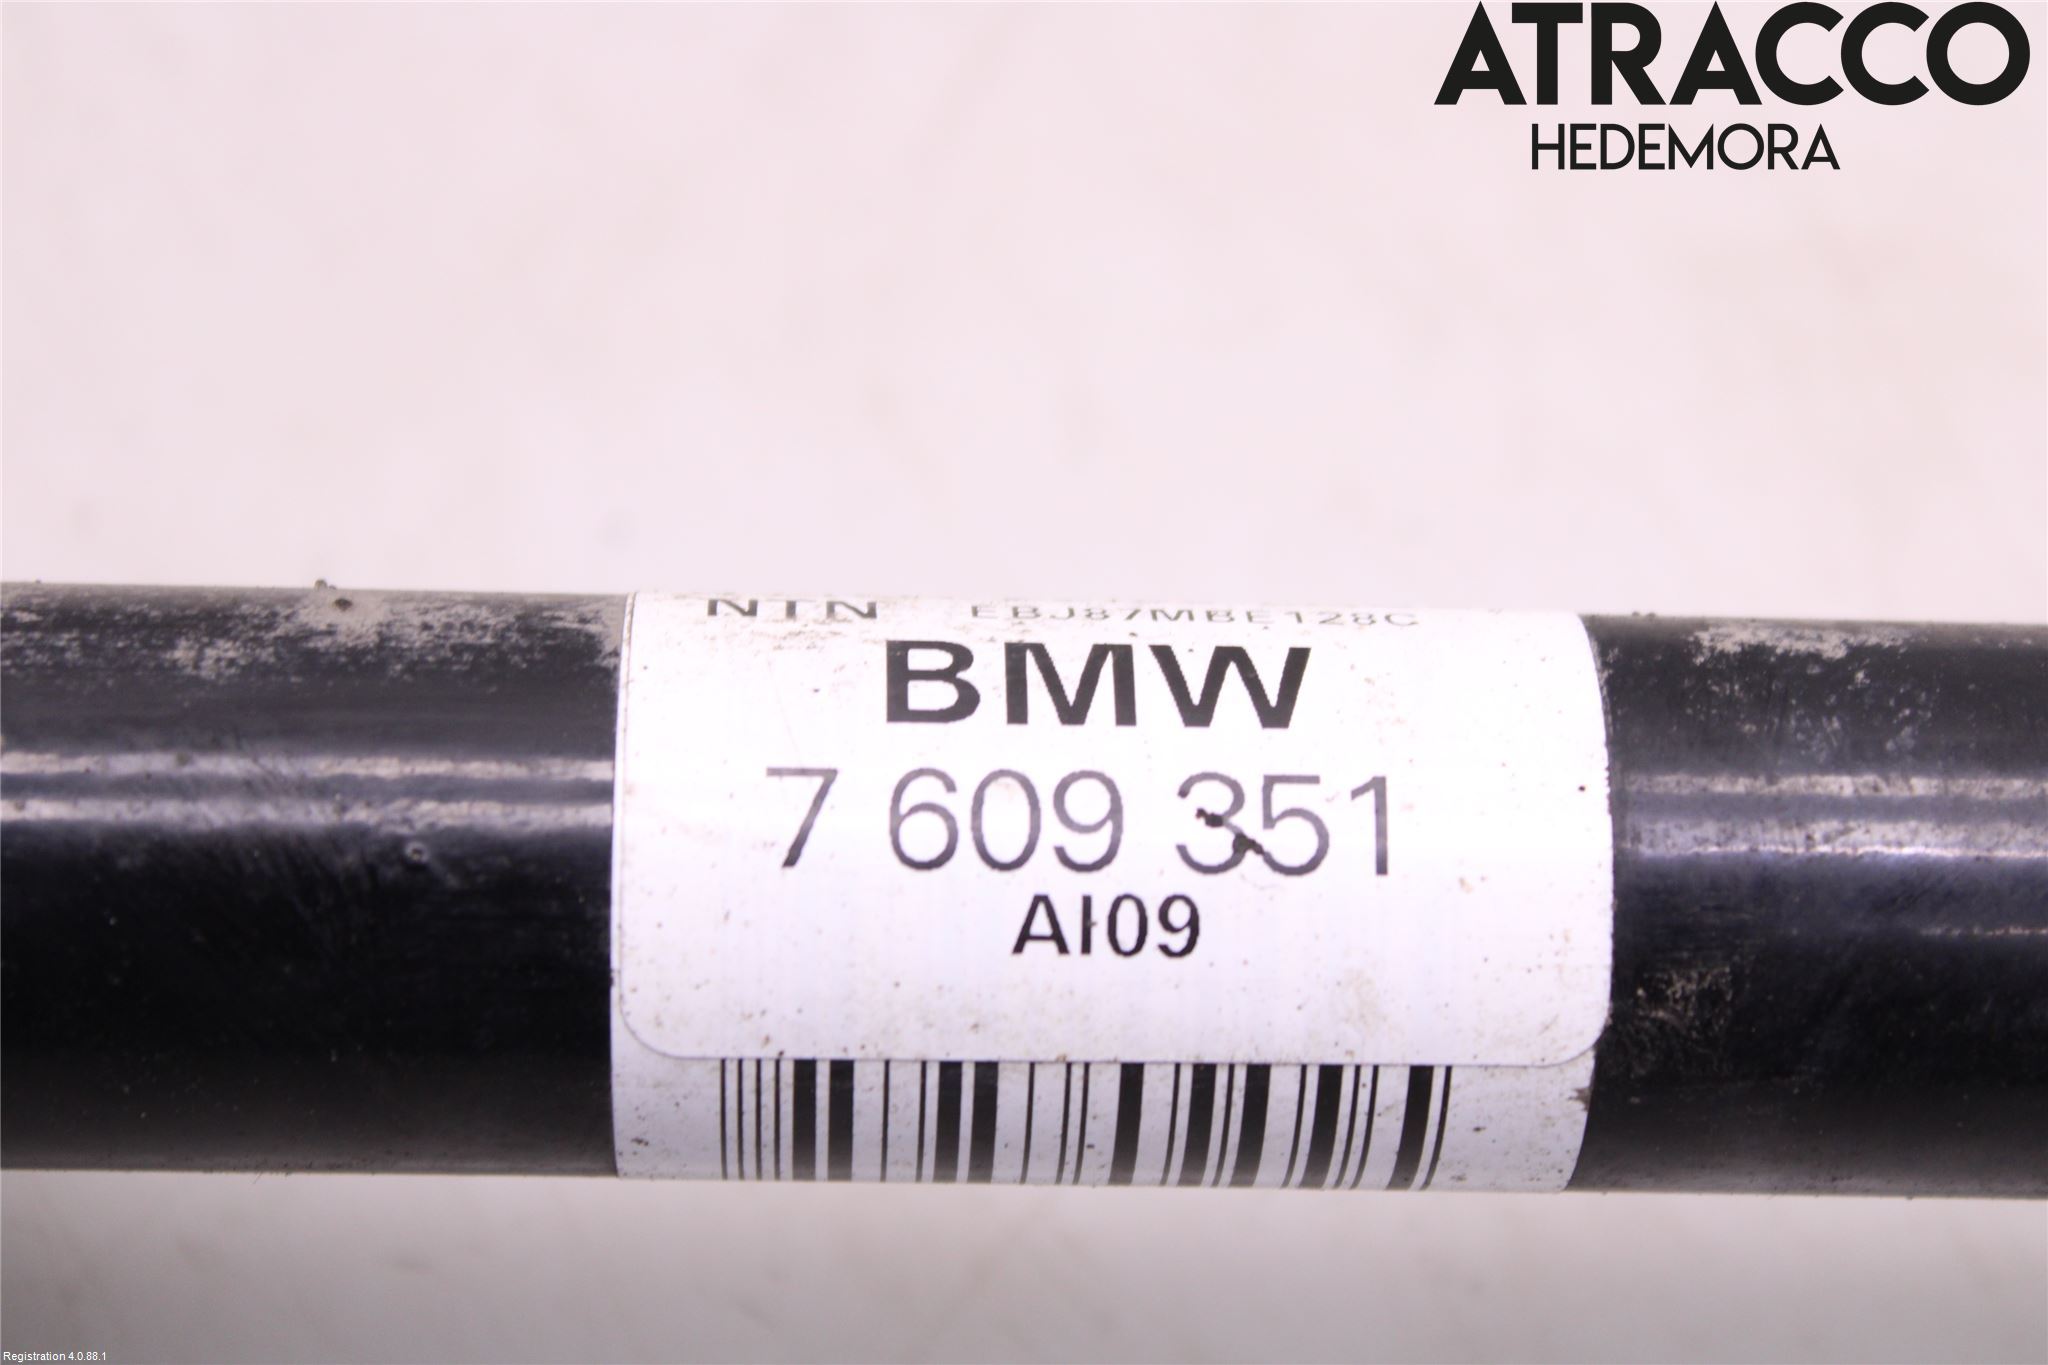 ATRACCO
HEDEMORA
NTN EBJ87MBE128C
BMW
7 609 351
AI09
Registration 4.0.88.1